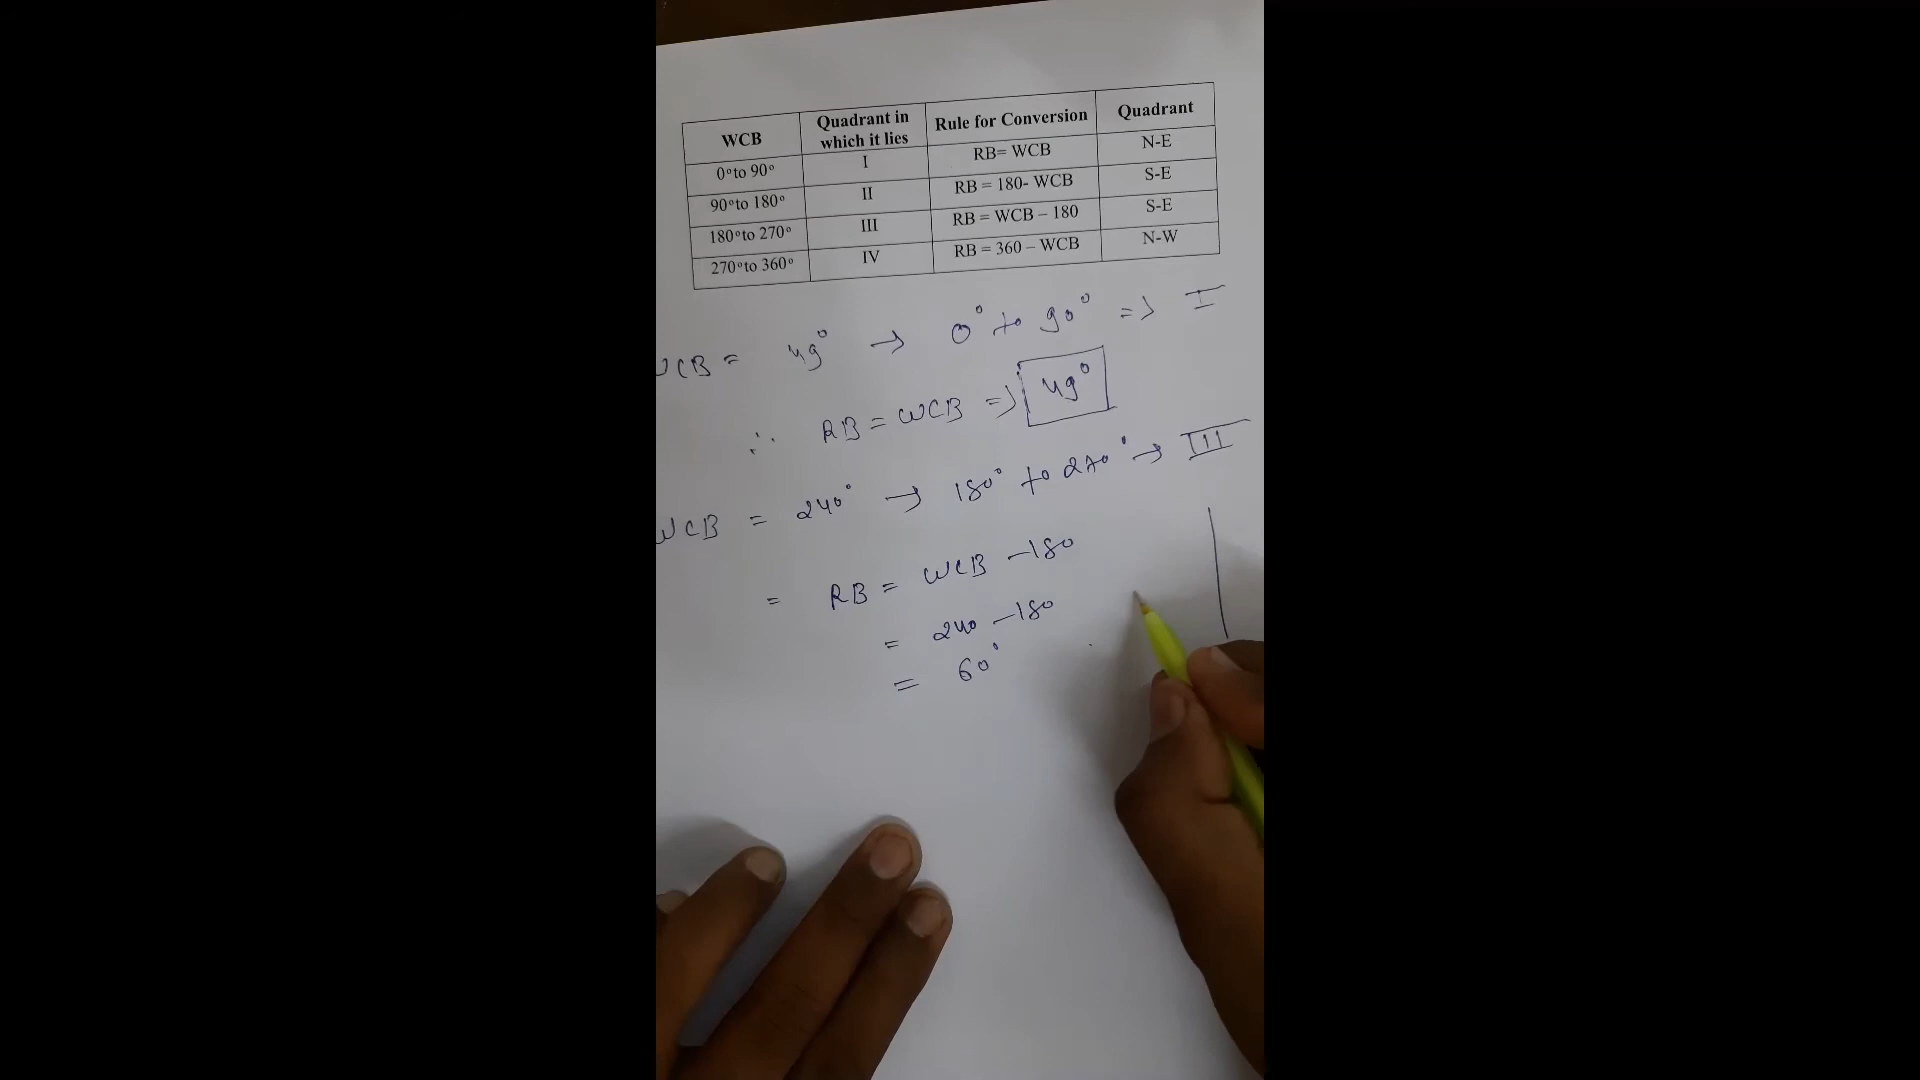 WCB Quadrant in which it lies Rule for Conversion Quadrant
0° to 90° I RB= WCB N-E
90° to 180° II RB = 180- WCB S-E
180° to 270° III RB = WCB – 180 S-E
270° to 360° IV RB = 360 – WCB N-W
WCB = 49° → 0° to 90° => I
∴ RB = WCB => 49°
WCB = 240° → 180° to 270° → III
= RB = WCB - 180
= 240 - 180
= 60°